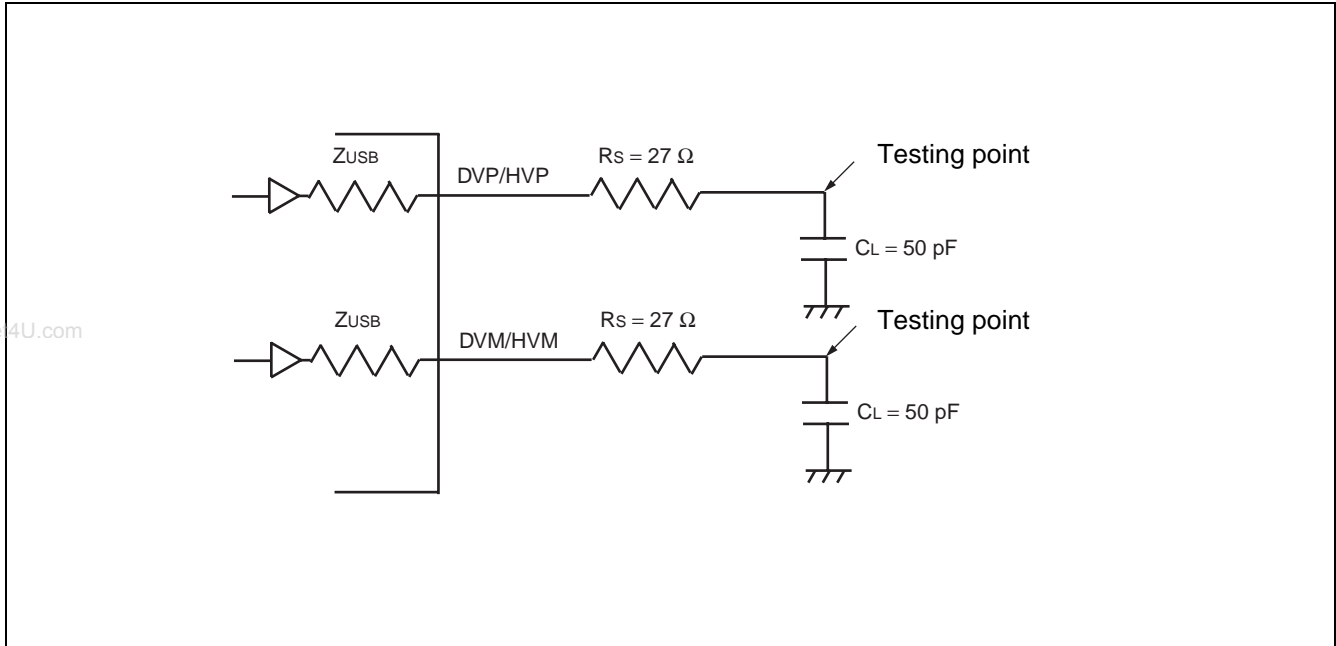 ZUSB
DVP/HVP
RS = 27 Ω
Testing point
CL = 50 pF
et4U.com
ZUSB
DVM/HVM
RS = 27 Ω
Testing point
CL = 50 pF